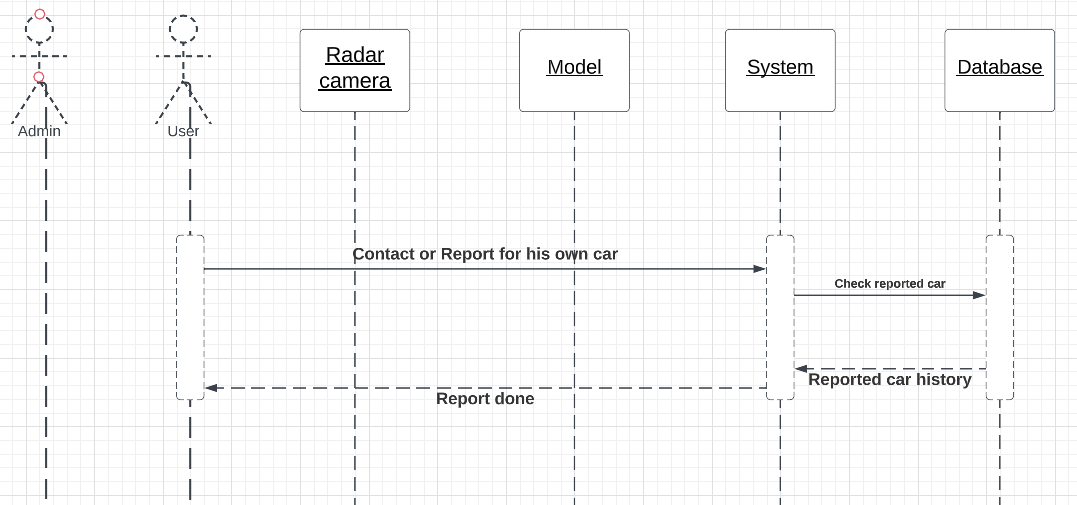 Radar
camera
Model
System
Database
Admin
User
Contact or Report for his own car
Check reported car
Reported car history
Report done